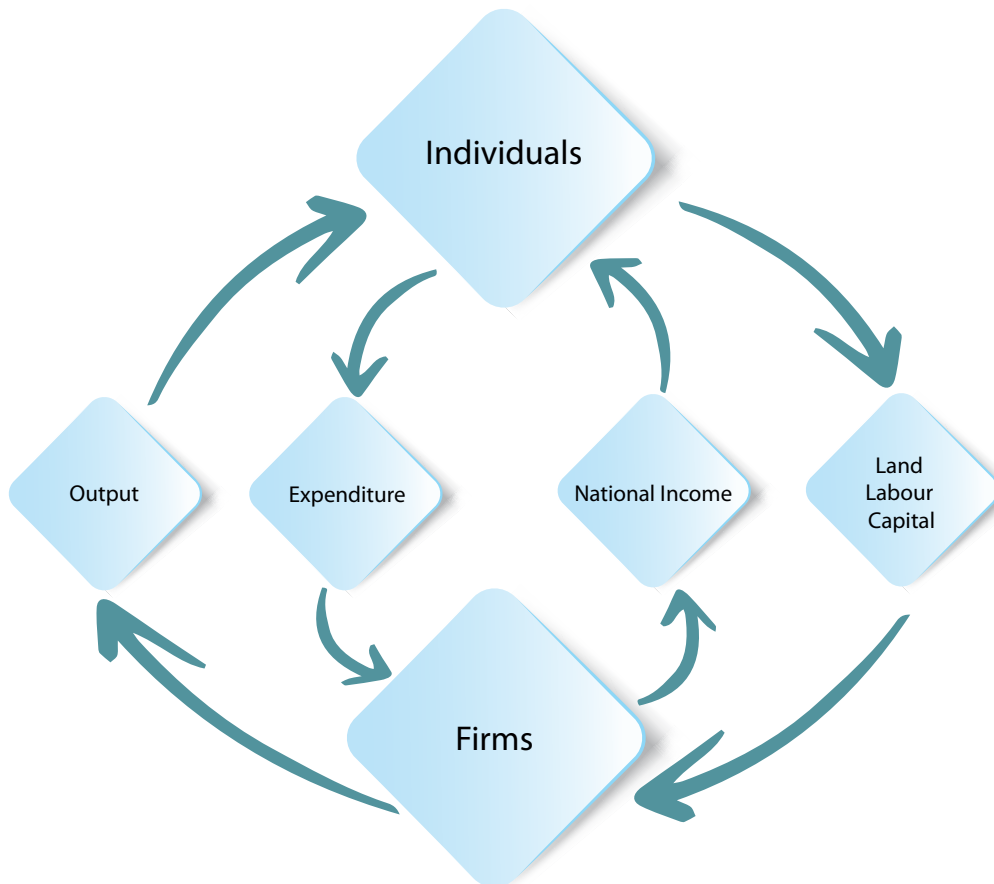 Individuals
Output
Expenditure
National Income
Land
Labour
Capital
Firms